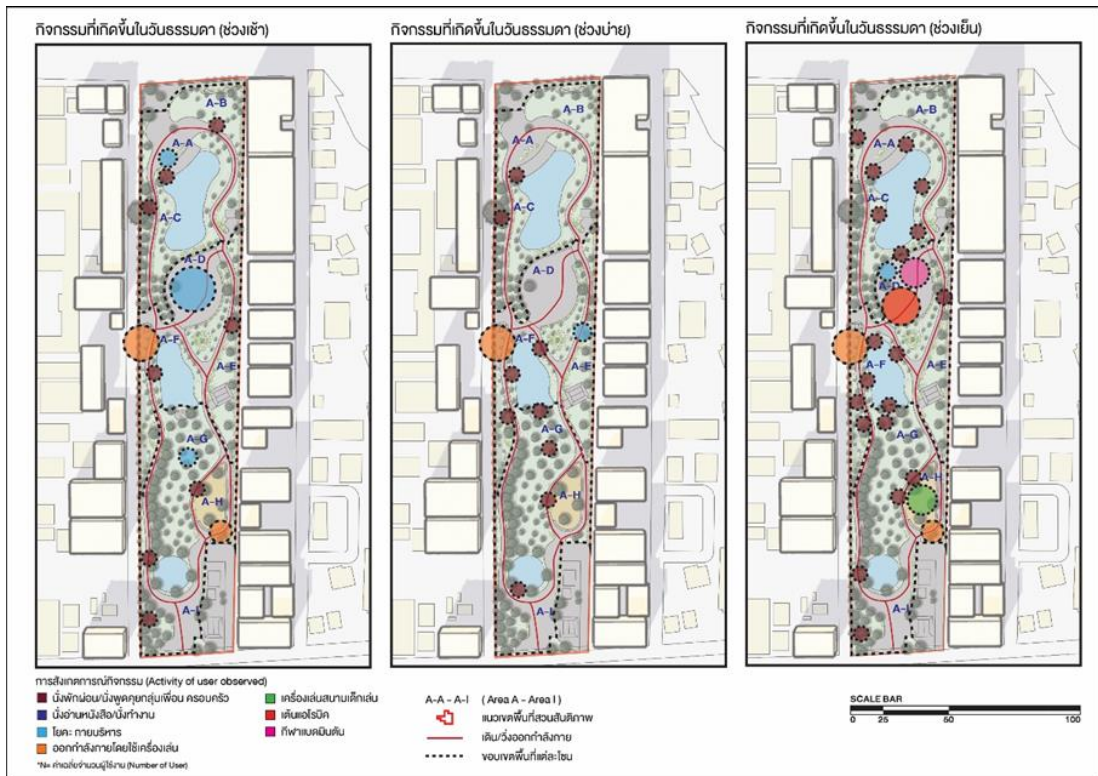 กิจกรรมที่เกิดขึ้นในวันธรรมดา (ช่วงเช้า)
กิจกรรมที่เกิดขึ้นในวันธรรมดา (ช่วงบ่าย)
กิจกรรมที่เกิดขึ้นในวันธรรมดา (ช่วงเย็น)
A-B
A-A
A-C
A-D
A-F
A-E
A-G
A-H
A-I
A-B
A-A
A-C
A-D
A-F
A-E
A-G
A-H
A-I
A-B
A-A
A-C
A-D
A-F
A-E
A-G
A-H
A-I
การสังเกตการณ์กิจกรรม (Activity of user observed)
นั่งพักผ่อน/นั่งพูดคุยกลุ่มเพื่อน ครอบครัว
นั่งอ่านหนังสือ/นั่งทำงาน
โยคะ กายบริหาร
ออกกำลังกายโดยใช้เครื่องเล่น
*N= ค่าเฉลี่ยจำนวนผู้ใช้งาน (Number of User)
เครื่องเล่นสนามเด็กเล่น
เต้นแอโรบิค
กีฬาแบดมินตัน
A-A - A-I ( Area A - Area I )
แนวเขตพื้นที่สวนสันติภาพ
เดิน/วิ่งออกกำลังกาย
ขอบเขตพื้นที่แต่ละโซน
SCALE BAR
0 25 50 100